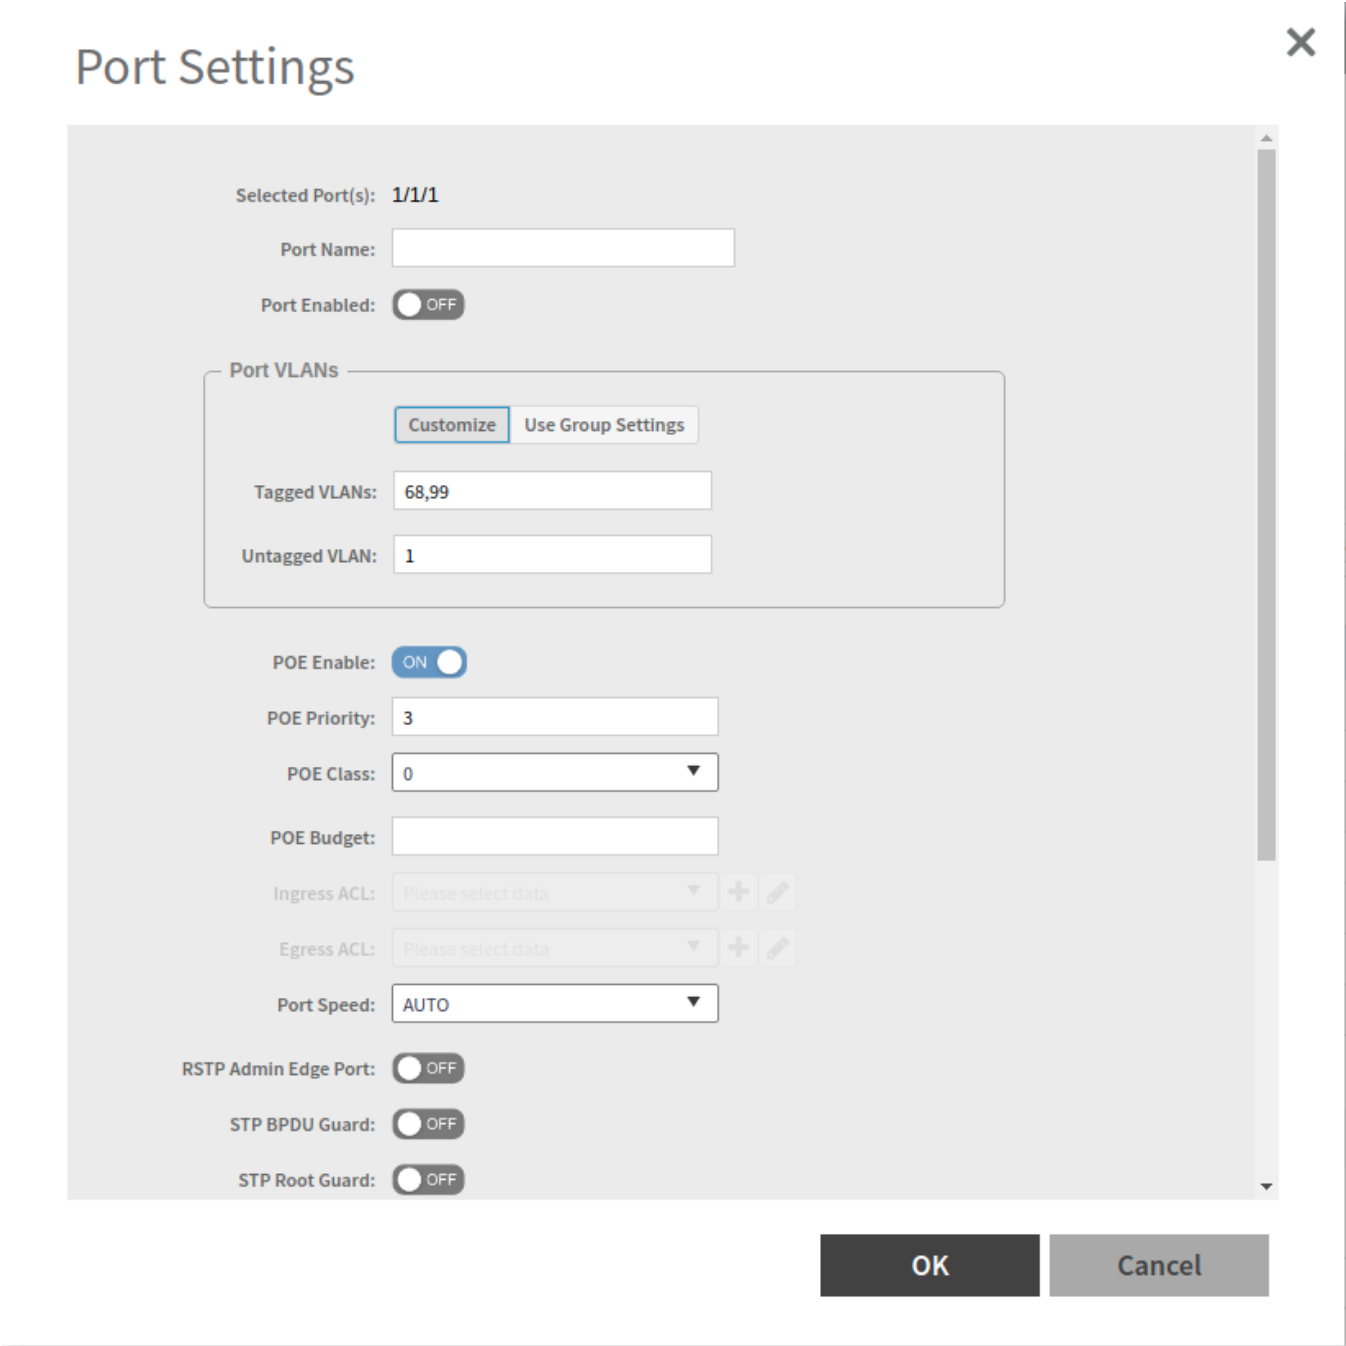 Port Settings
Selected Port(s): 1/1/1
Port Name:
Port Enabled: OFF
Port VLANs
Customize Use Group Settings
Tagged VLANs: 68,99
Untagged VLAN: 1
POE Enable: ON
POE Priority: 3
POE Class: 0
POE Budget:
Ingress ACL: Please select data
Egress ACL: Please select data
Port Speed: AUTO
RSTP Admin Edge Port: OFF
STP BPDU Guard: OFF
STP Root Guard: OFF
OK Cancel